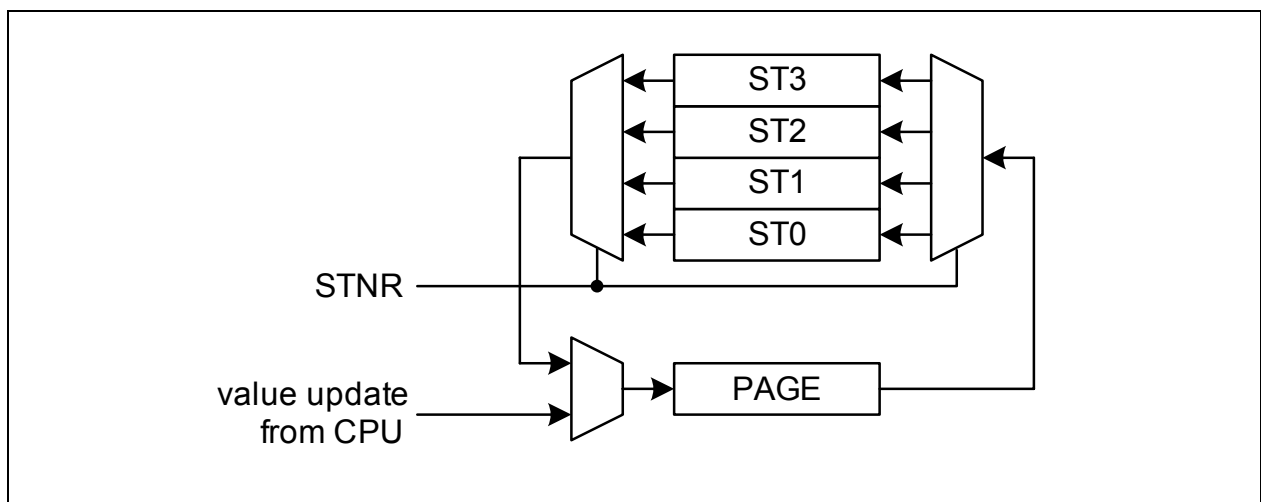 ST3
ST2
ST1
ST0
STNR
value update
from CPU
PAGE